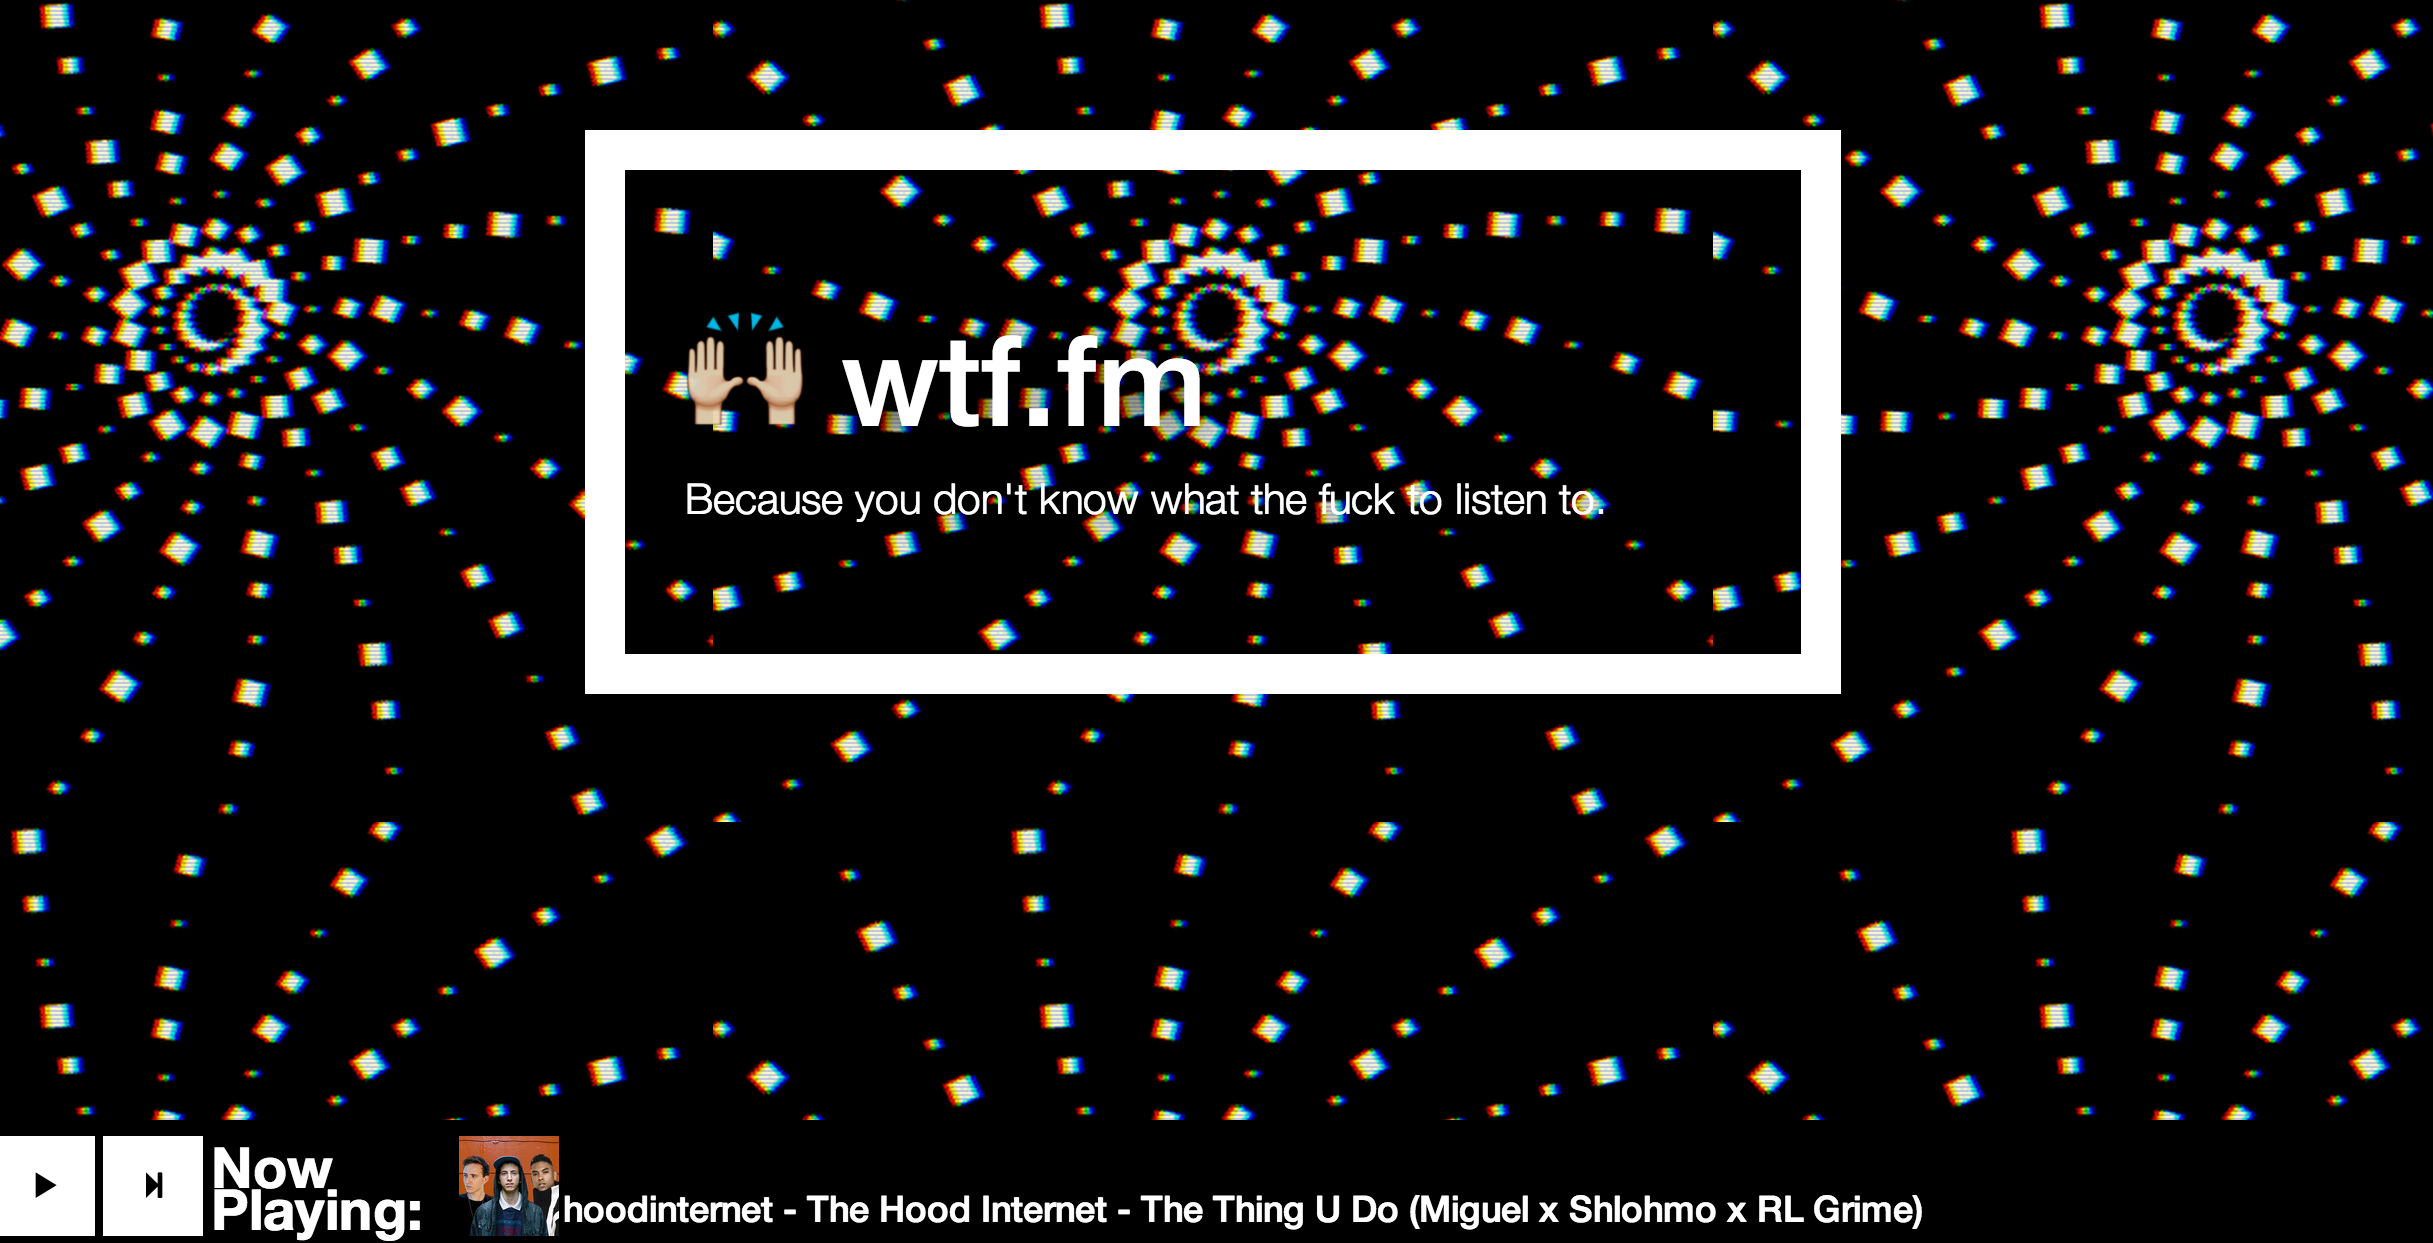 🙌 wtf.fm
Because you don't know what the fuck to listen to.
Now
Playing:
hoodinternet - The Hood Internet - The Thing U Do (Miguel x Shlohmo x RL Grime)